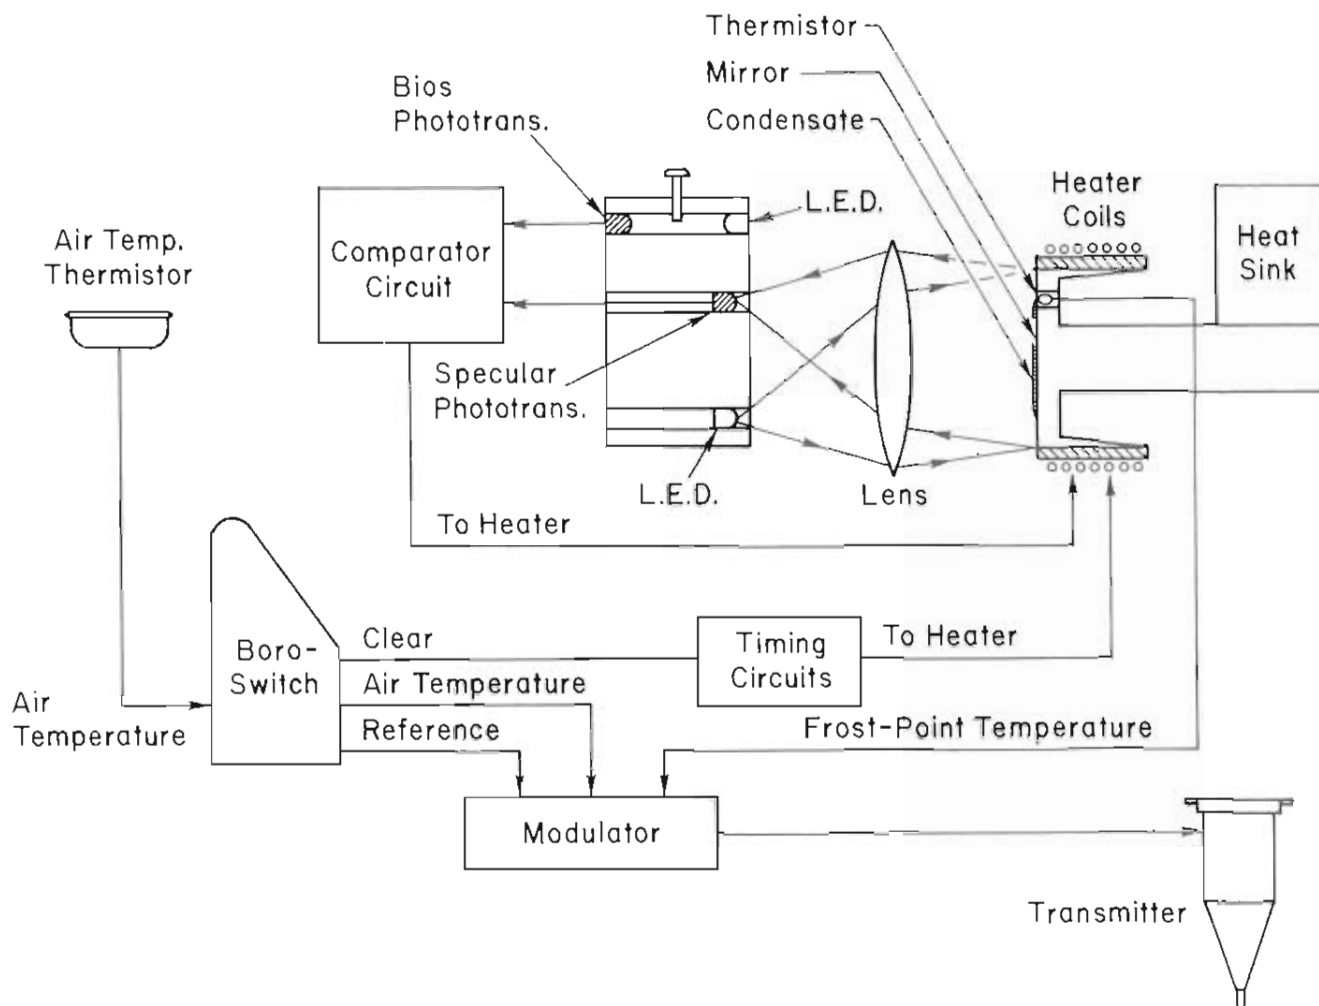 Thermistor
Mirror
Condensate
Bios
Phototrans.
L.E.D.
Heater
Coils
Heat
Sink
Air Temp.
Thermistor
Comparator
Circuit
Specular
Phototrans.
L.E.D.
Lens
To Heater
Boro-
Switch
Clear
Timing
Circuits
To Heater
Air Temperature
Air
Temperature
Reference
Frost-Point Temperature
Modulator
Transmitter